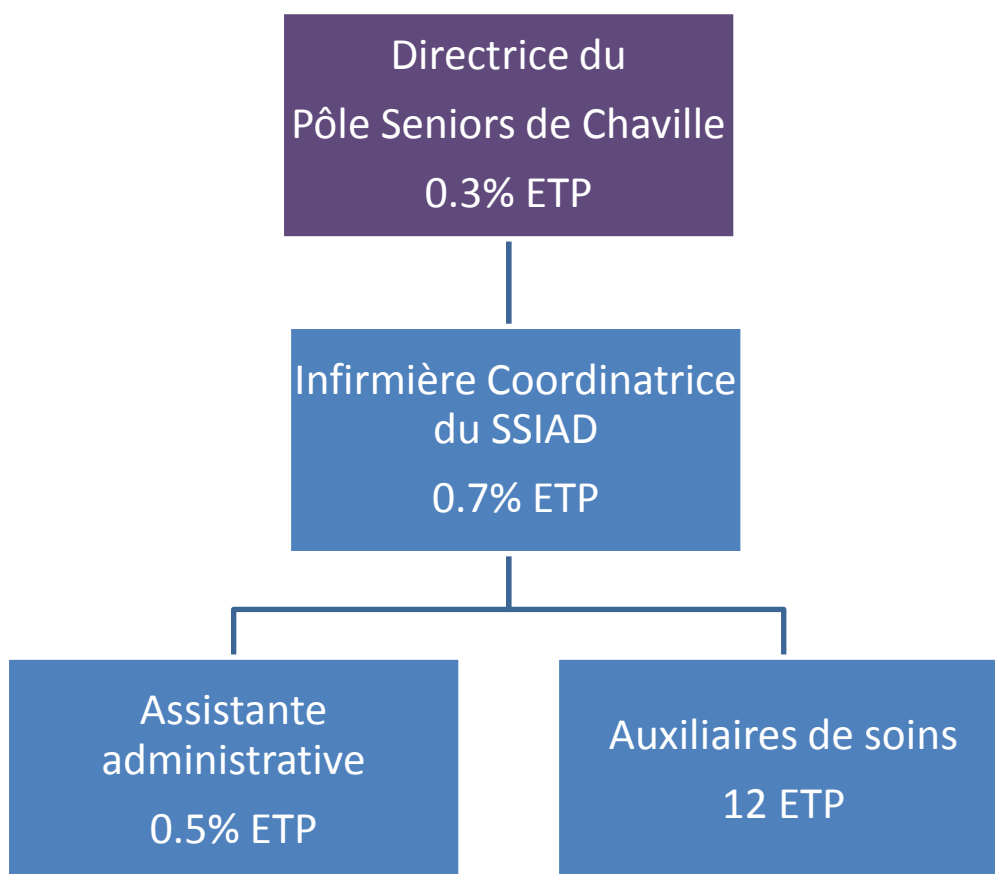 Directrice du
Pôle Seniors de Chaville
0.3% ETP
Infirmière Coordinatrice
du SSIAD
0.7% ETP
Assistante
administrative
0.5% ETP
Auxiliaires de soins
12 ETP